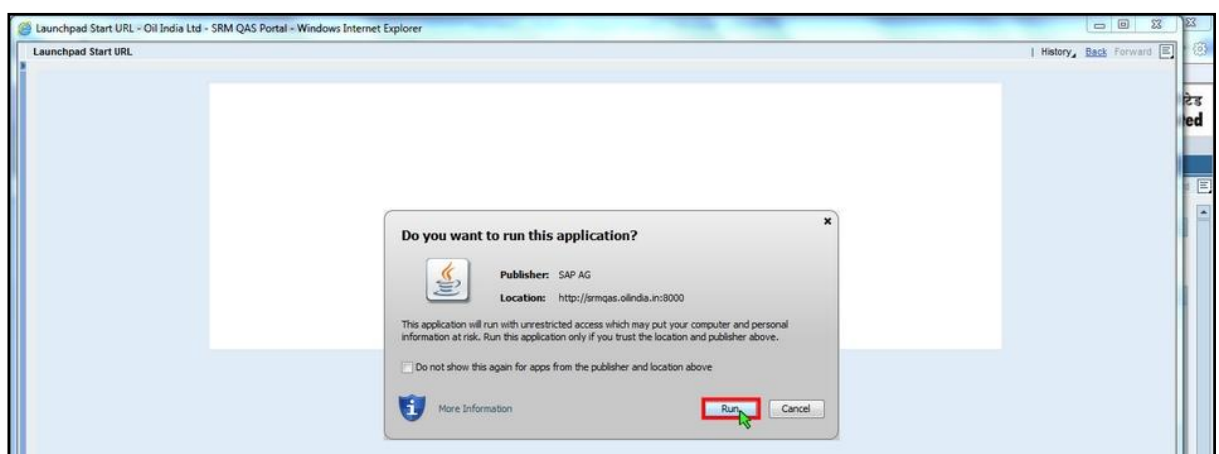 Launchpad Start URL - Oil India Ltd - SRM QAS Portal - Windows Internet Explorer
Launchpad Start URL
| History Back Forward
टेड
ted
Do you want to run this application?
Publisher: SAP AG
Location: http://srmqas.oilindia.in:8000
This application will run with unrestricted access which may put your computer and personal
information at risk. Run this application only if you trust the location and publisher above.
Do not show this again for apps from the publisher and location above
More Information
Run
Cancel